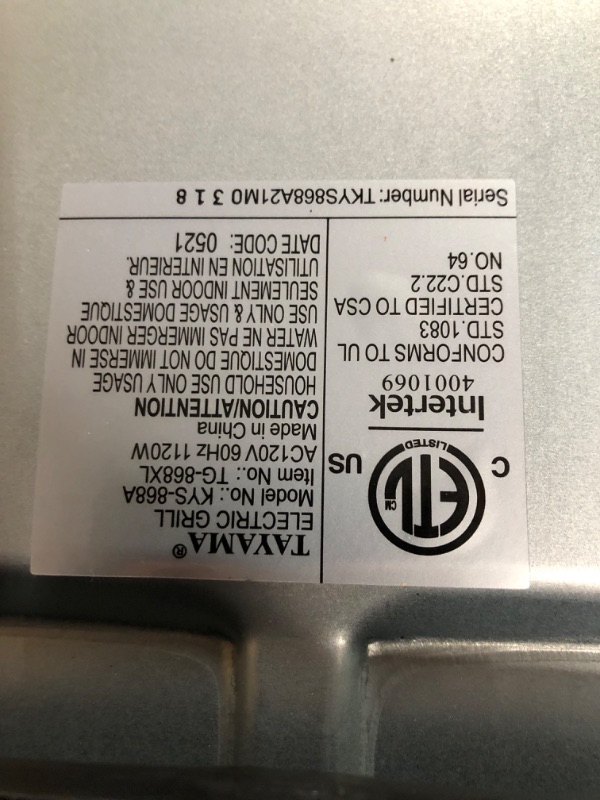 C ETL CM LISTED US
Intertek
4001069
CONFORMS TO UL
STD.1083
CERTIFIED TO CSA
STD.C22.2
NO.64
TAYAMA®
ELECTRIC GRILL
Model No.: KYS-868A
Item No.: TG-868XL
AC120V 60Hz 1120W
Made in China
CAUTION/ATTENTION
HOUSEHOLD USE ONLY USAGE
DOMESTIQUE DO NOT IMMERSE IN
WATER NE PAS IMMERGER INDOOR
USE ONLY & USAGE DOMESTIQUE
SEULEMENT INDOOR USE &
UTILISATION EN INTERIEUR.
DATE CODE: 0521
Serial Number: TKYS868A21M0 3 1 8